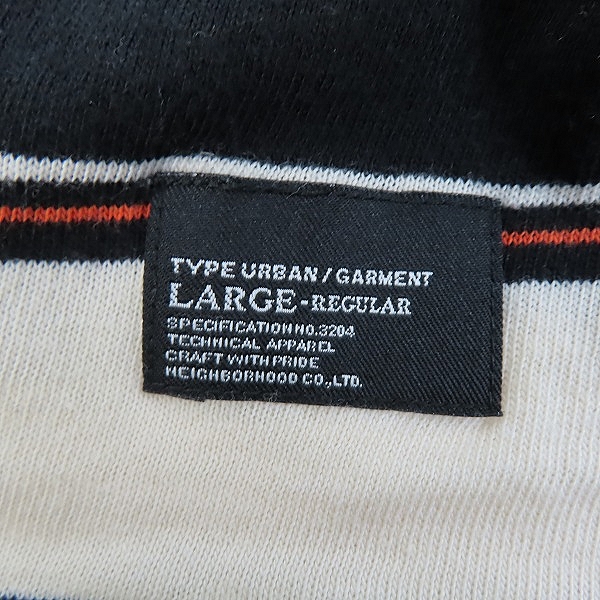 TYPE URBAN/GARMENT
LARGE-REGULAR
SPECIFICATION NO.3204
TECHNICAL APPAREL
CRAFT WITH PRIDE
NEIGHBORHOOD CO.,LTD.